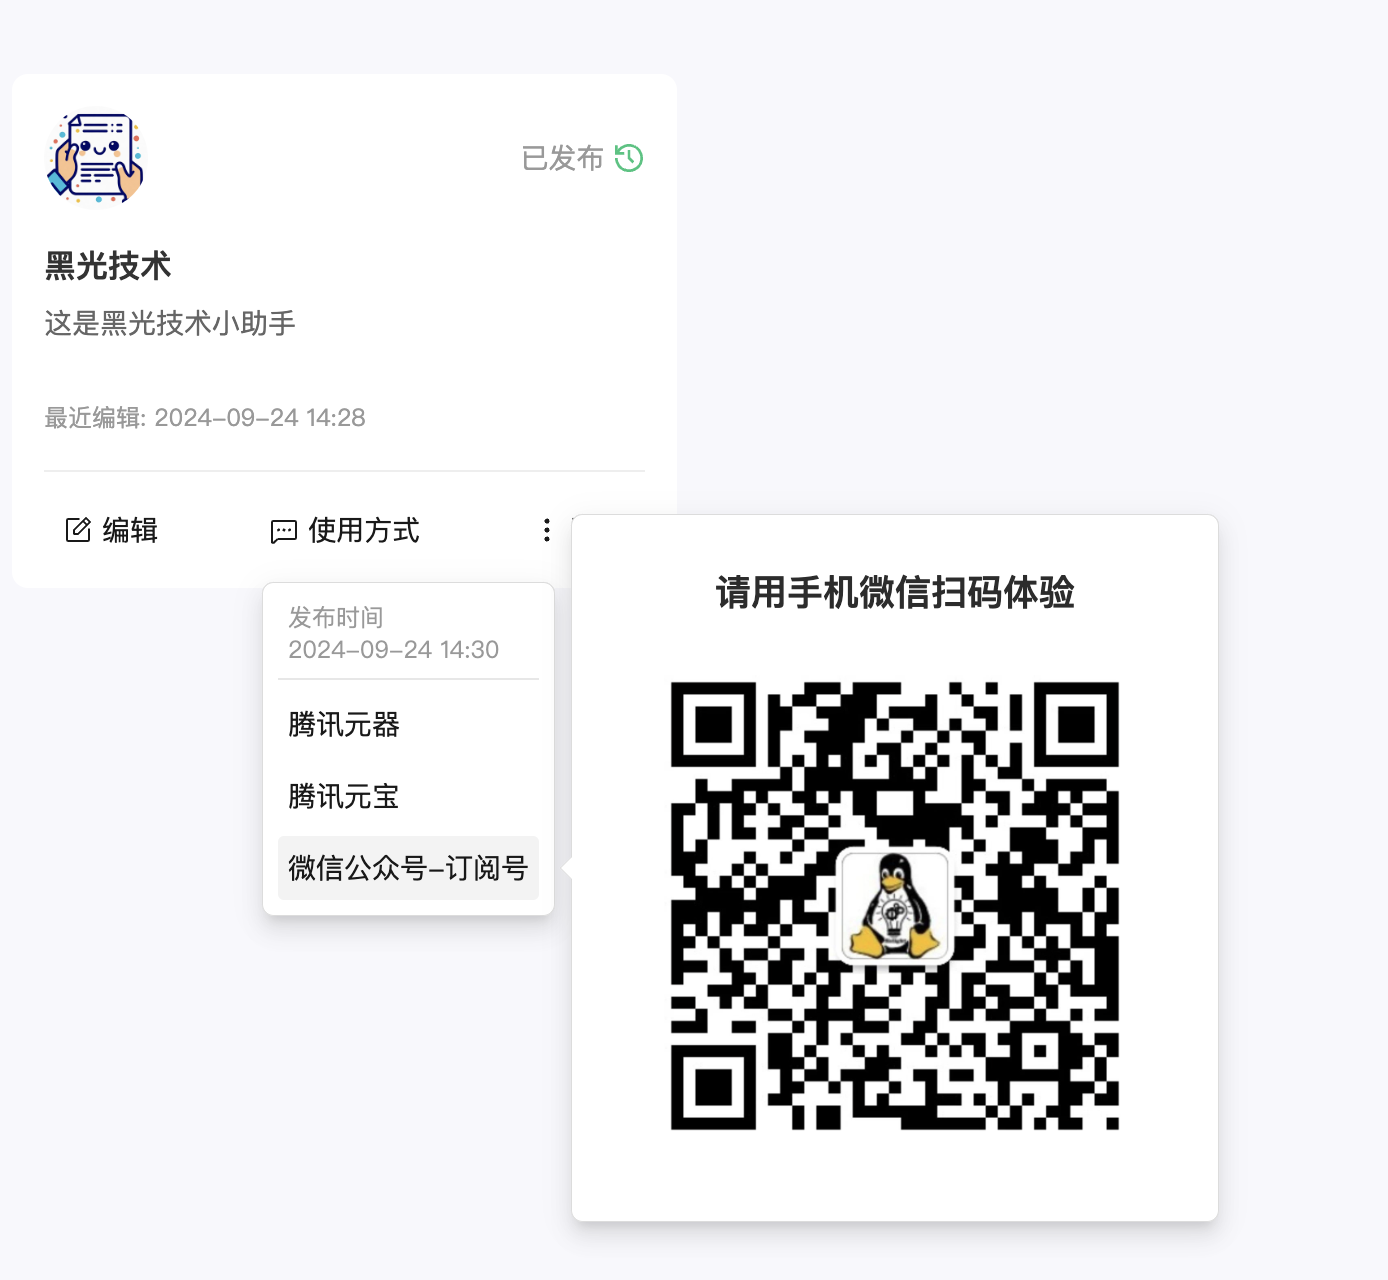 已发布
黑光技术
这是黑光技术小助手
最近编辑: 2024-09-24 14:28
编辑
使用方式
发布时间
2024-09-24 14:30
腾讯元器
腾讯元宝
微信公众号-订阅号
请用手机微信扫码体验